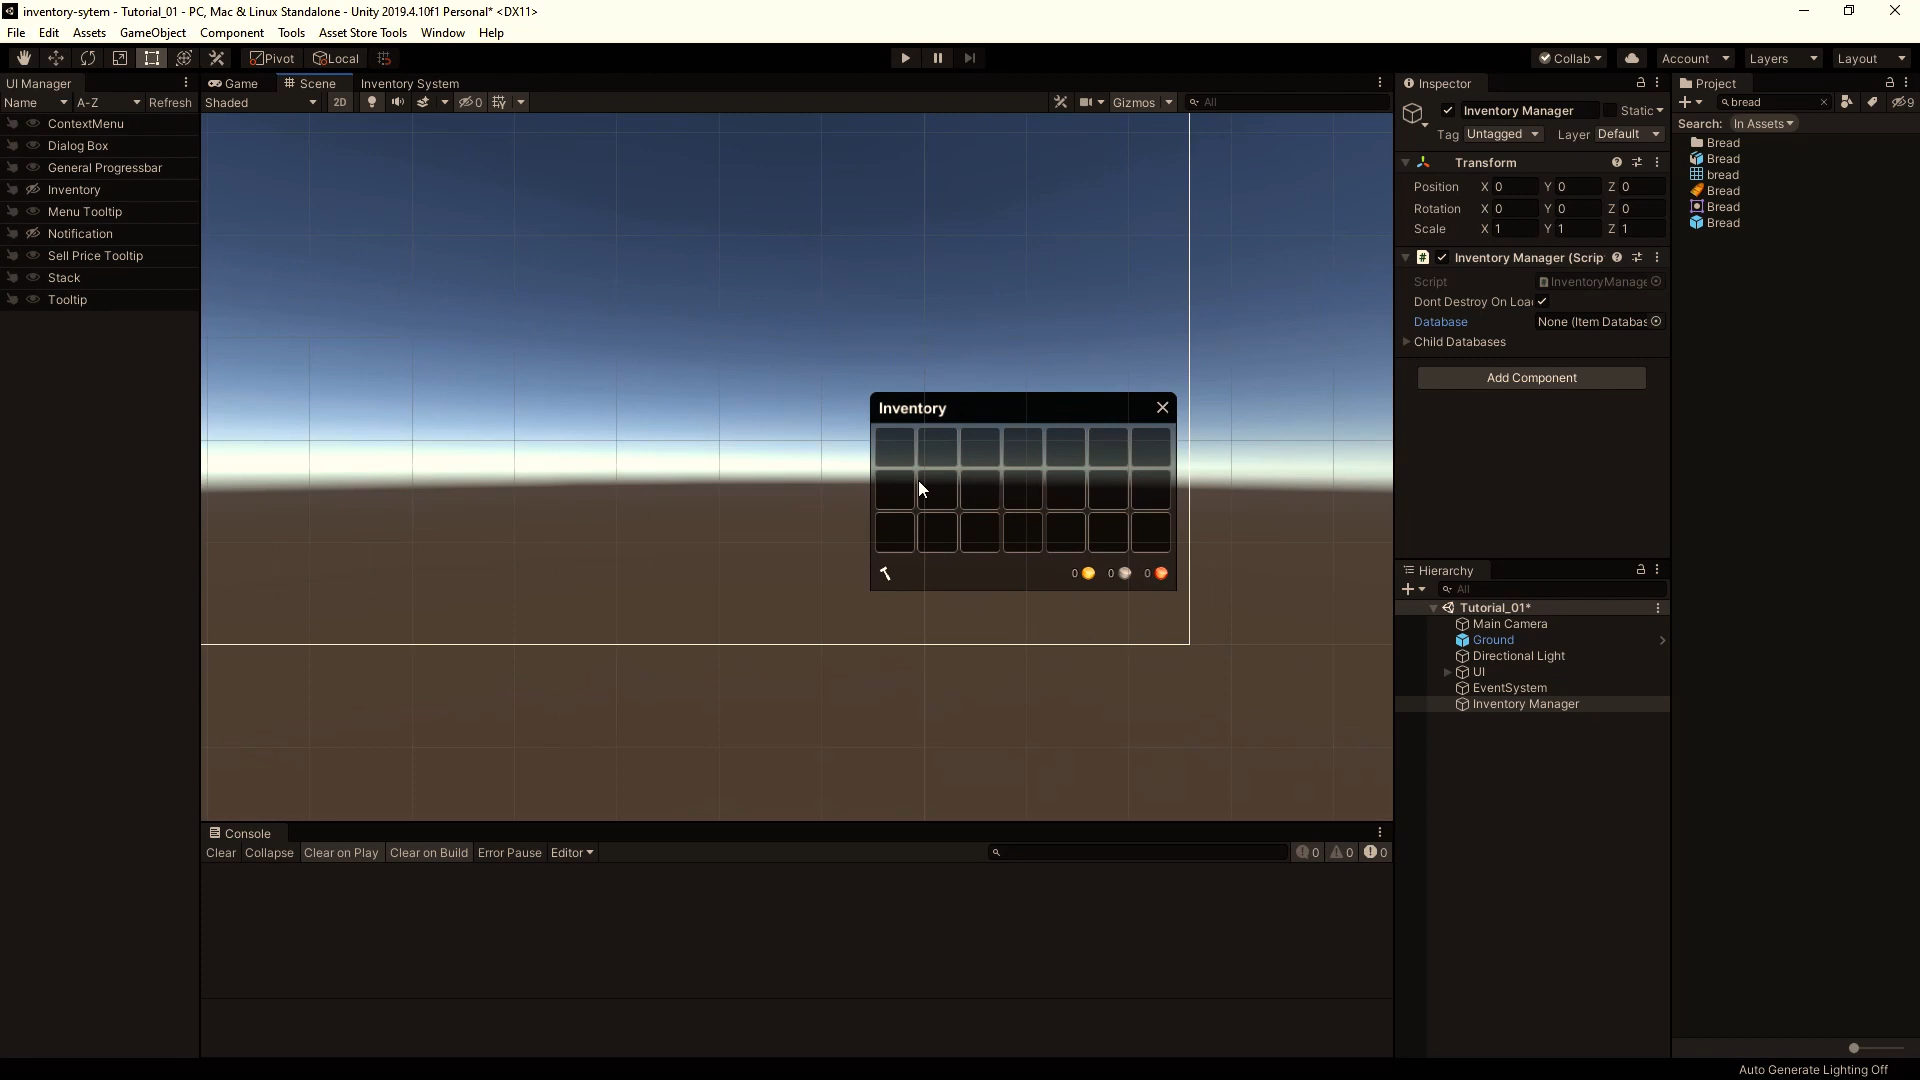 inventory-sytem - Tutorial_01 - PC, Mac & Linux Standalone - Unity 2019.4.10f1 Personal* <DX11>
File Edit Assets GameObject Component Tools Asset Store Tools Window Help
Pivot Local Collab Account Layers Layout
UI Manager
Name A-Z Refresh
ContextMenu
Dialog Box
General Progressbar
Inventory
Menu Tooltip
Notification
Sell Price Tooltip
Stack
Tooltip
Game Scene Inventory System
Shaded 2D 0 Gizmos All
Inventory
0 0 0
Console
Clear Collapse Clear on Play Clear on Build Error Pause Editor 0 0 0
Inspector
Inventory Manager Static
Tag Untagged Layer Default
Transform
Position X 0 Y 0 Z 0
Rotation X 0 Y 0 Z 0
Scale X 1 Y 1 Z 1
# Inventory Manager (Scrip
Script InventoryManage
Dont Destroy On Loa
Database None (Item Databas
Child Databases
Add Component
Hierarchy
All
Tutorial_01*
Main Camera
Ground
Directional Light
UI
EventSystem
Inventory Manager
Project
bread 9
Search: In Assets
Bread
Bread
bread
Bread
Bread
Bread
Auto Generate Lighting Off